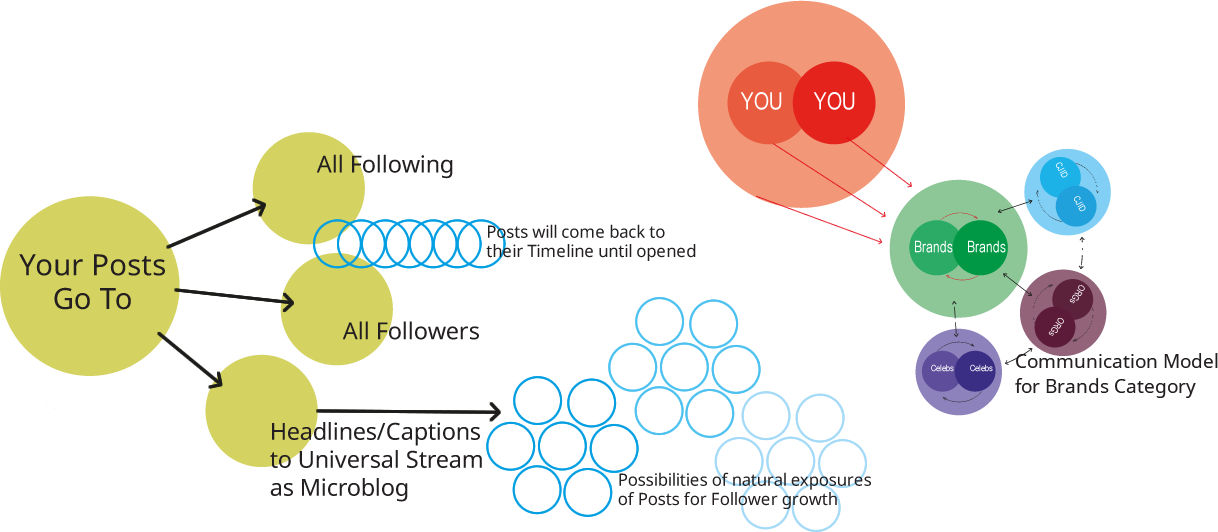 YOU
YOU
All Following
Your Posts
Go To
Posts will come back to
their Timeline until opened
All Followers
Headlines/Captions
to Universal Stream
as Microblog
Possibilities of natural exposures
of Posts for Follower growth
CJID
CJID
Brands
Brands
ORGs
ORGs
Celebs
Celebs
Communication Model
for Brands Category